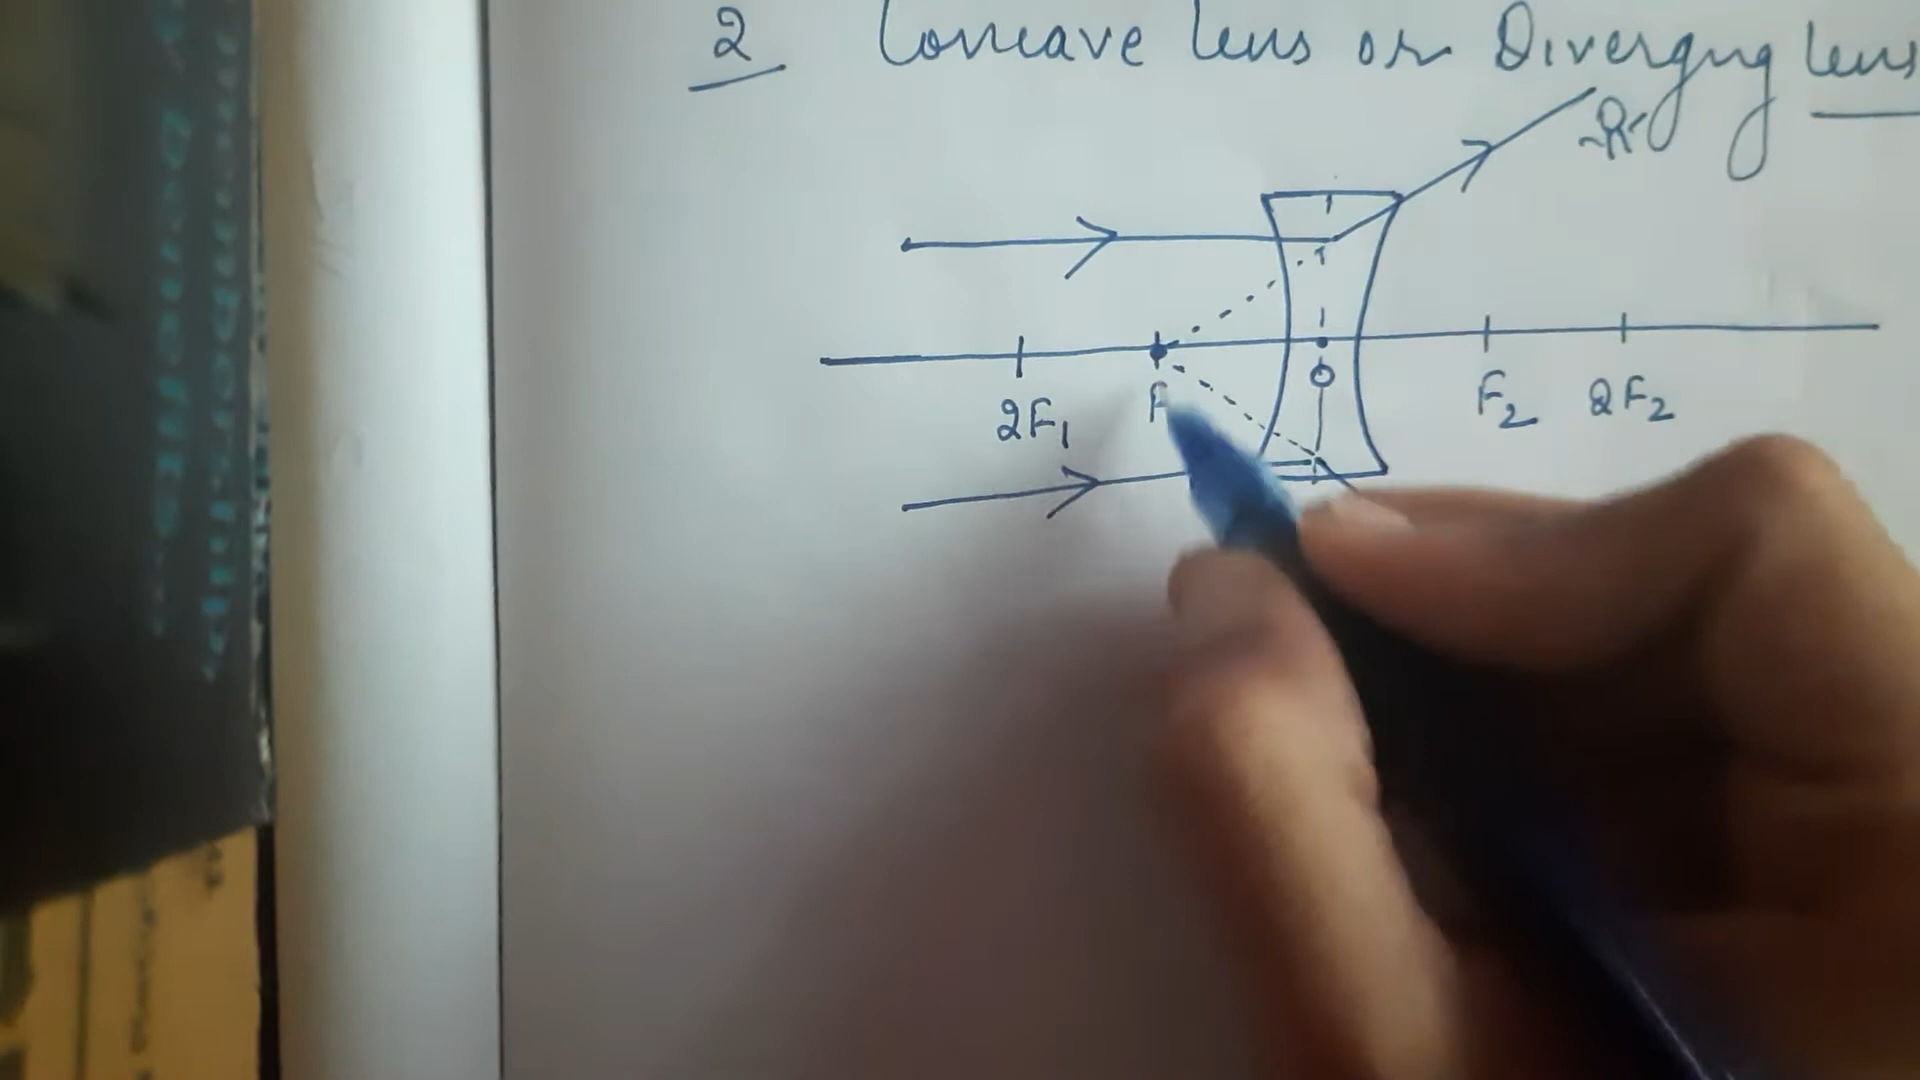 2 Concave lens or Diverging lens
R
O
2F₁ F F₂ 2F₂